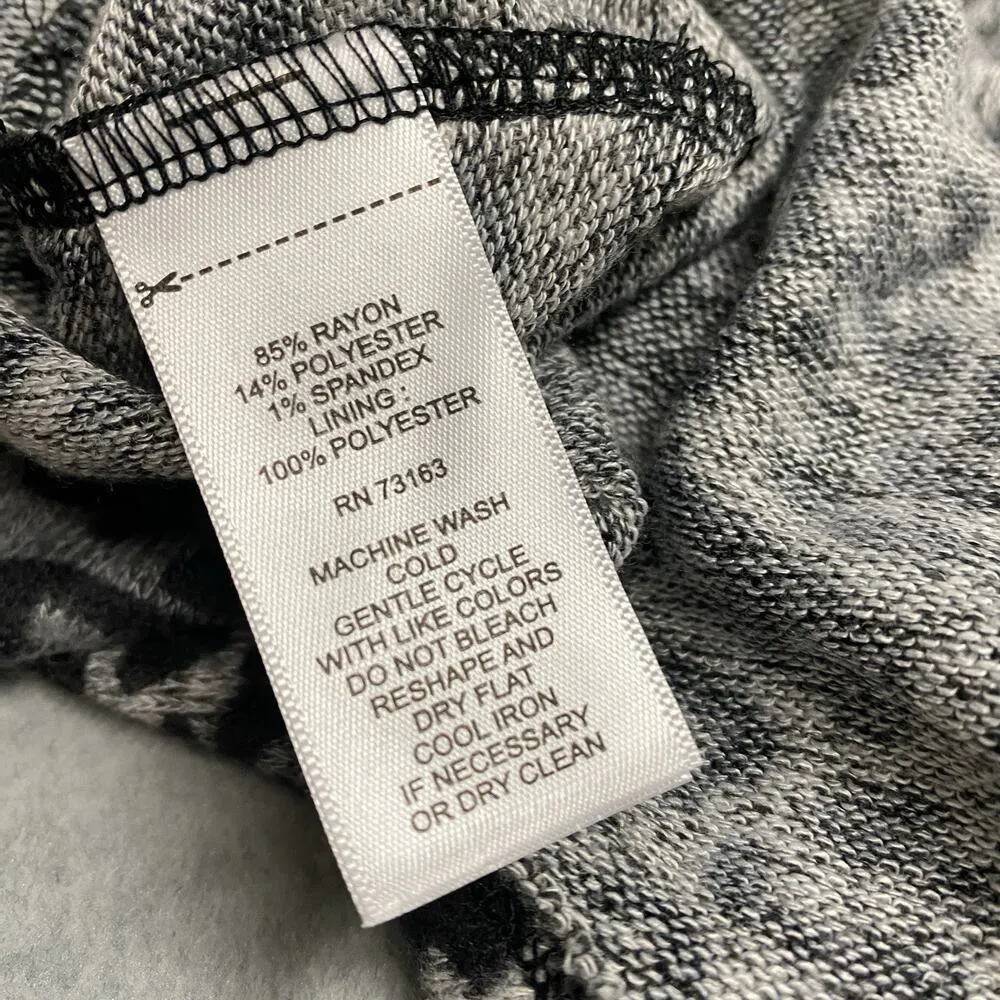 85% RAYON
14% POLYESTER
1% SPANDEX
LINING :
100% POLYESTER
RN 73163
MACHINE WASH
COLD
GENTLE CYCLE
WITH LIKE COLORS
DO NOT BLEACH
RESHAPE AND
DRY FLAT
COOL IRON
IF NECESSARY
OR DRY CLEAN